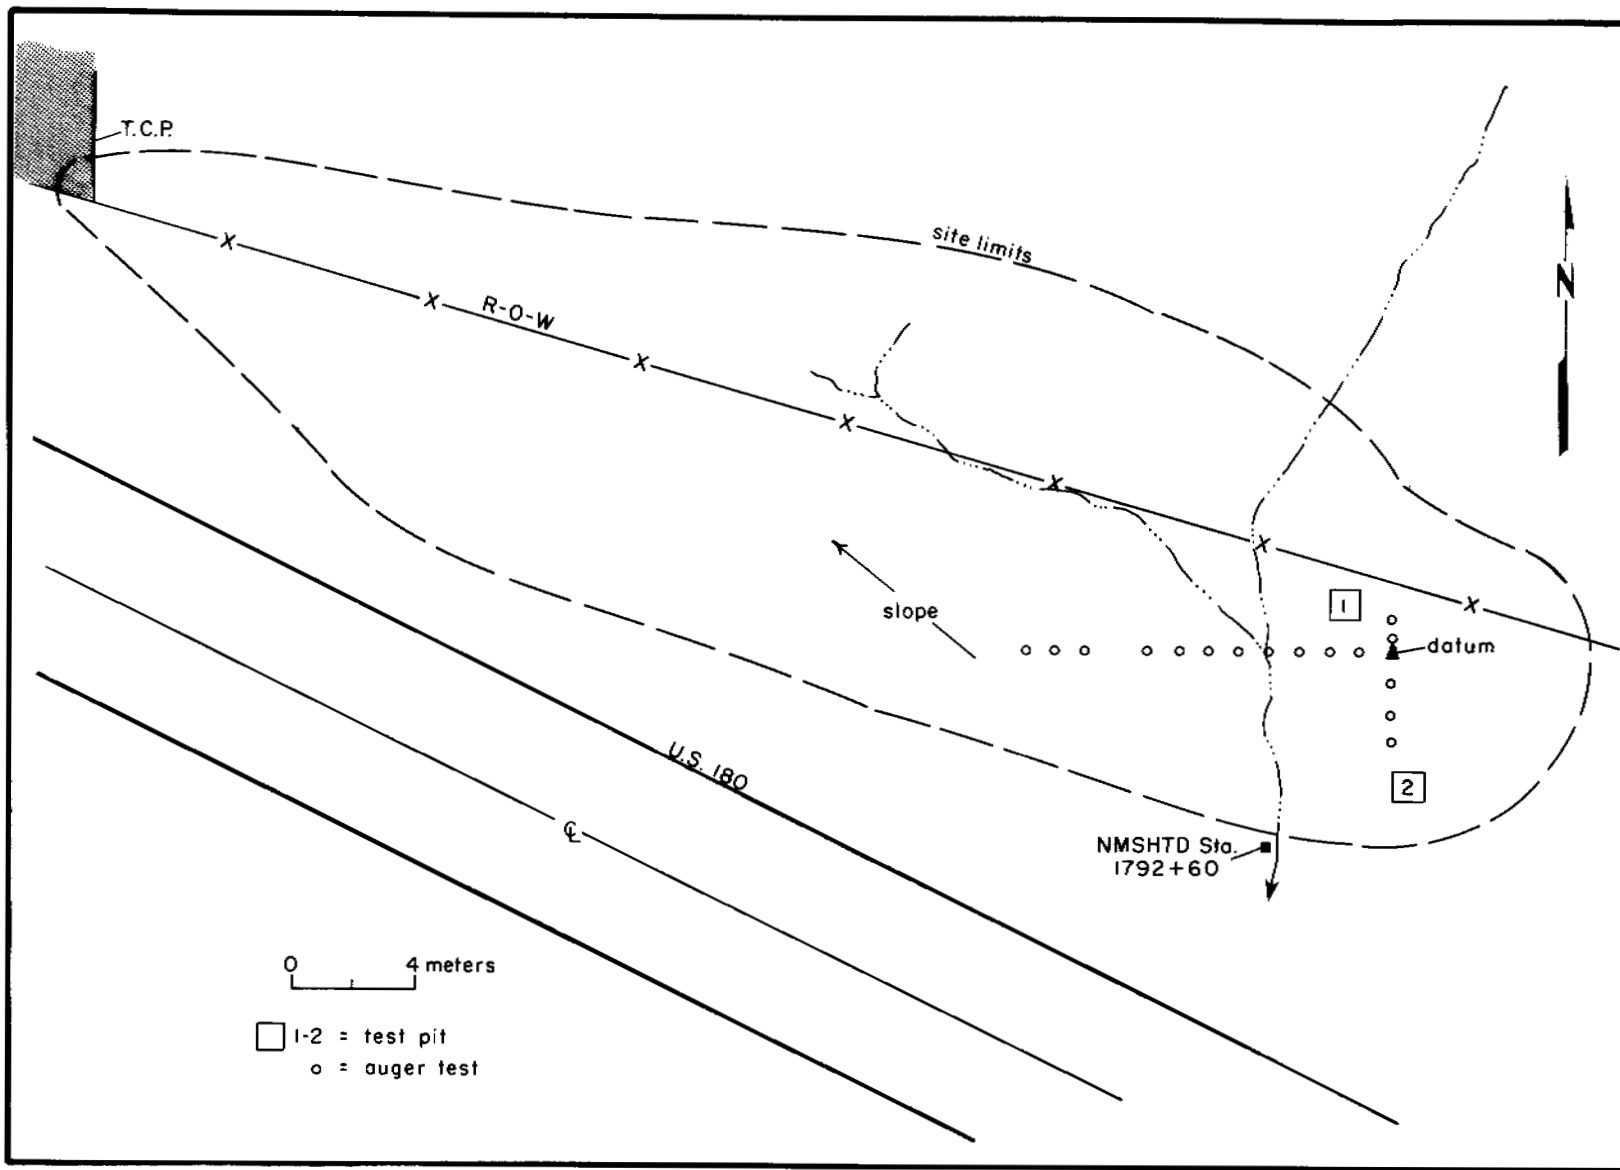 T.C.P.
site limits
N
R-O-W
slope
1
datum
2
U.S. 180
℄
NMSHTD Sta.
1792+60
0 4 meters
1-2 = test pit
o = auger test